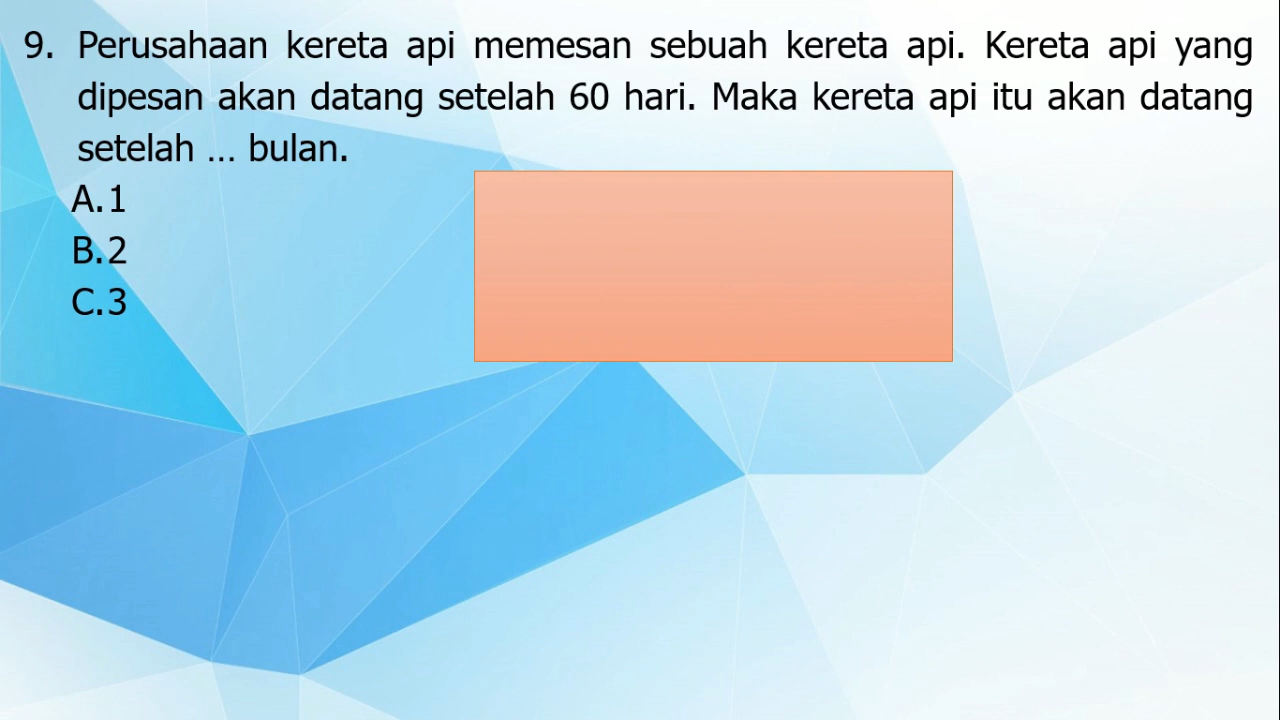 9. Perusahaan kereta api memesan sebuah kereta api. Kereta api yang
dipesan akan datang setelah 60 hari. Maka kereta api itu akan datang
setelah ... bulan.
A.1
B.2
C.3